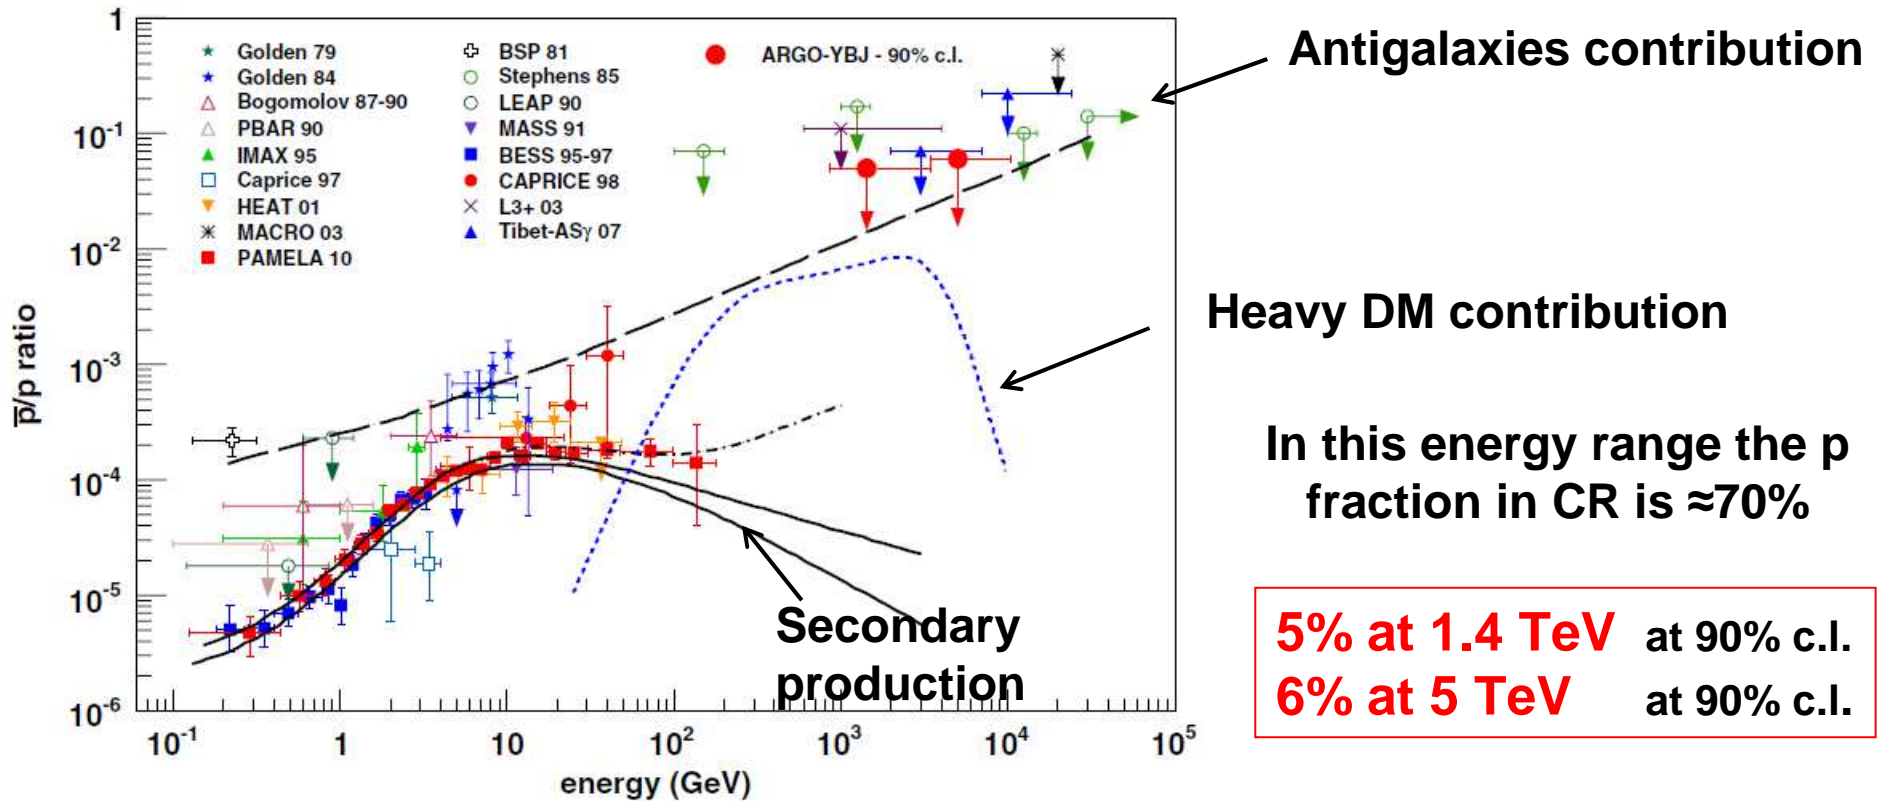 1
10⁻¹
10⁻²
10⁻³
10⁻⁴
10⁻⁵
10⁻⁶
p̅/p ratio
Golden 79
Golden 84
Bogomolov 87-90
PBAR 90
IMAX 95
Caprice 97
HEAT 01
MACRO 03
PAMELA 10
BSP 81
Stephens 85
LEAP 90
MASS 91
BESS 95-97
CAPRICE 98
L3+ 03
Tibet-ASγ 07
ARGO-YBJ - 90% c.l.
Antigalaxies contribution
Heavy DM contribution
In this energy range the p
fraction in CR is ≈70%
Secondary
production
5% at 1.4 TeV at 90% c.l.
6% at 5 TeV at 90% c.l.
10⁻¹ 1 10 10² 10³ 10⁴ 10⁵
energy (GeV)